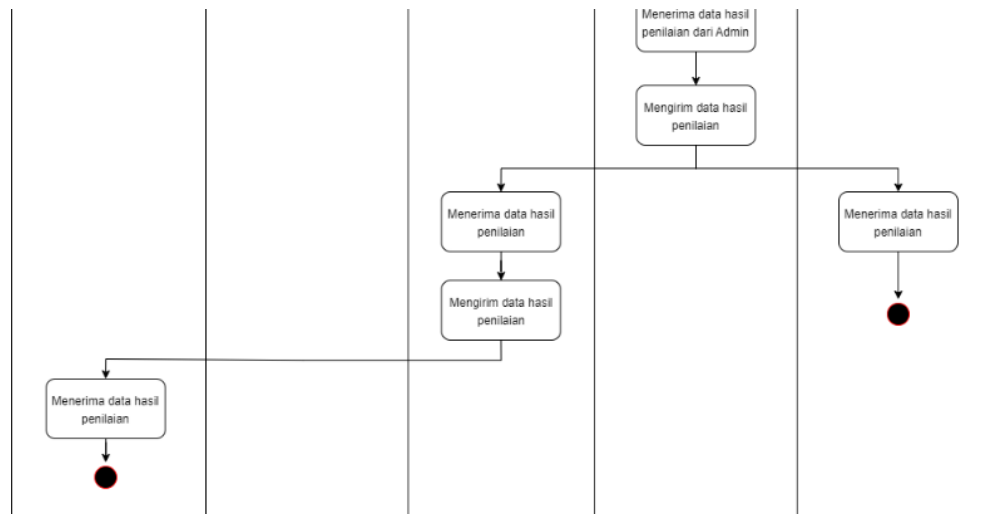 Menerima data hasil
penilaian dari Admin
Mengirim data hasil
penilaian
Menerima data hasil
penilaian
Menerima data hasil
penilaian
Mengirim data hasil
penilaian
Menerima data hasil
penilaian